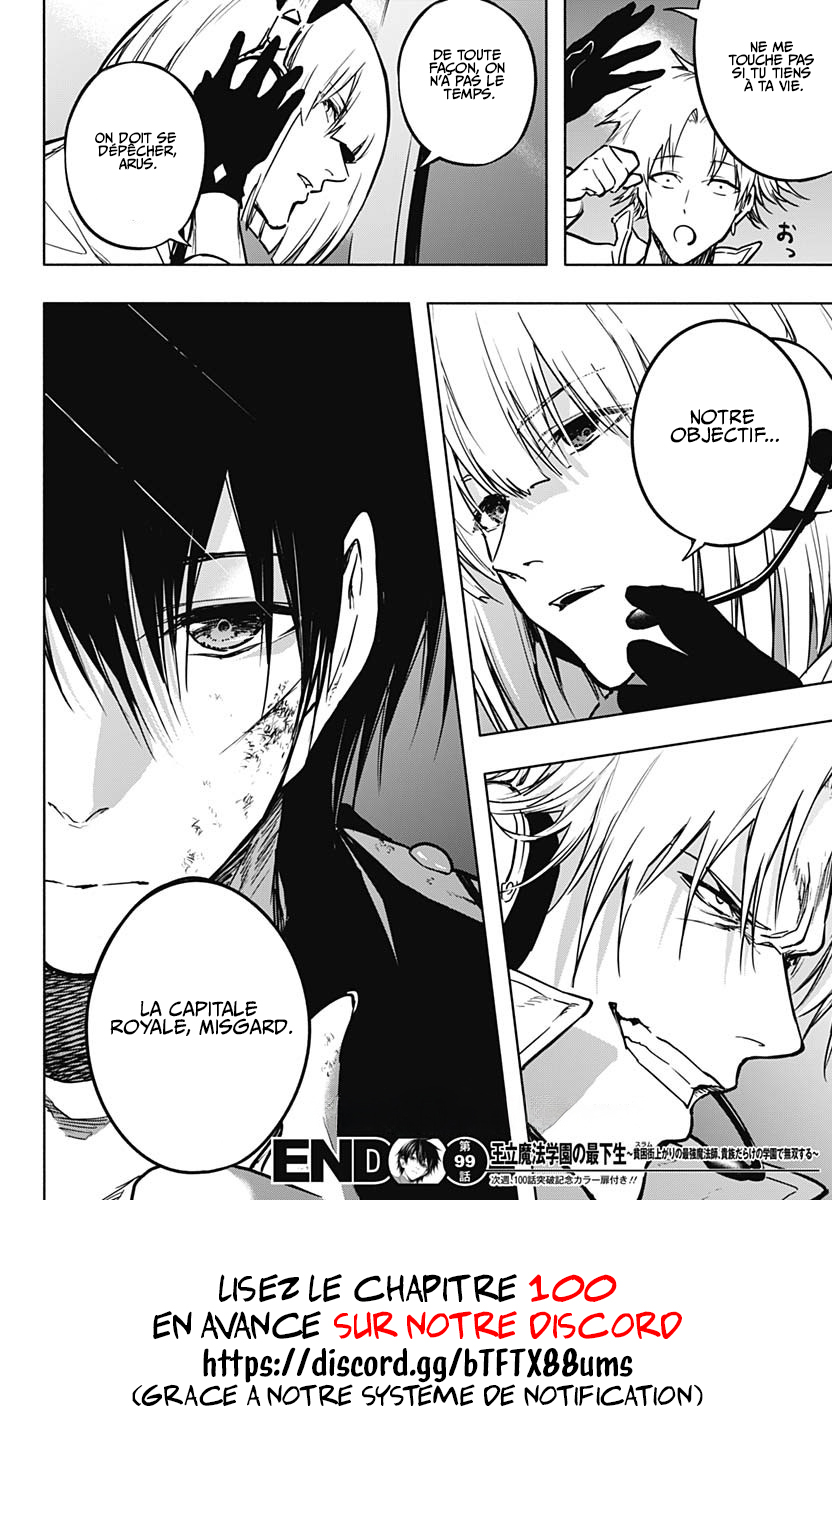 NE ME
TOUCHE PAS
SI TU TIENS
À TA VIE.
おっ
DE TOUTE
FAÇON, ON
N'A PAS LE
TEMPS.
ON DOIT SE
DÉPÊCHER,
ARUS.
NOTRE
OBJECTIF...
LA CAPITALE
ROYALE, MISGARD.
END
第
99
話
王立魔法学園の最下生
スラム
~貧困街上がりの最強魔法師、貴族だらけの学園で無双する~
次週、100話突破記念カラー扉付き!!
LISEZ LE CHAPITRE 100
EN AVANCE SUR NOTRE DISCORD
https://discord.gg/bTFTX88ums
(GRACE A NOTRE SYSTEME DE NOTIFICATION)